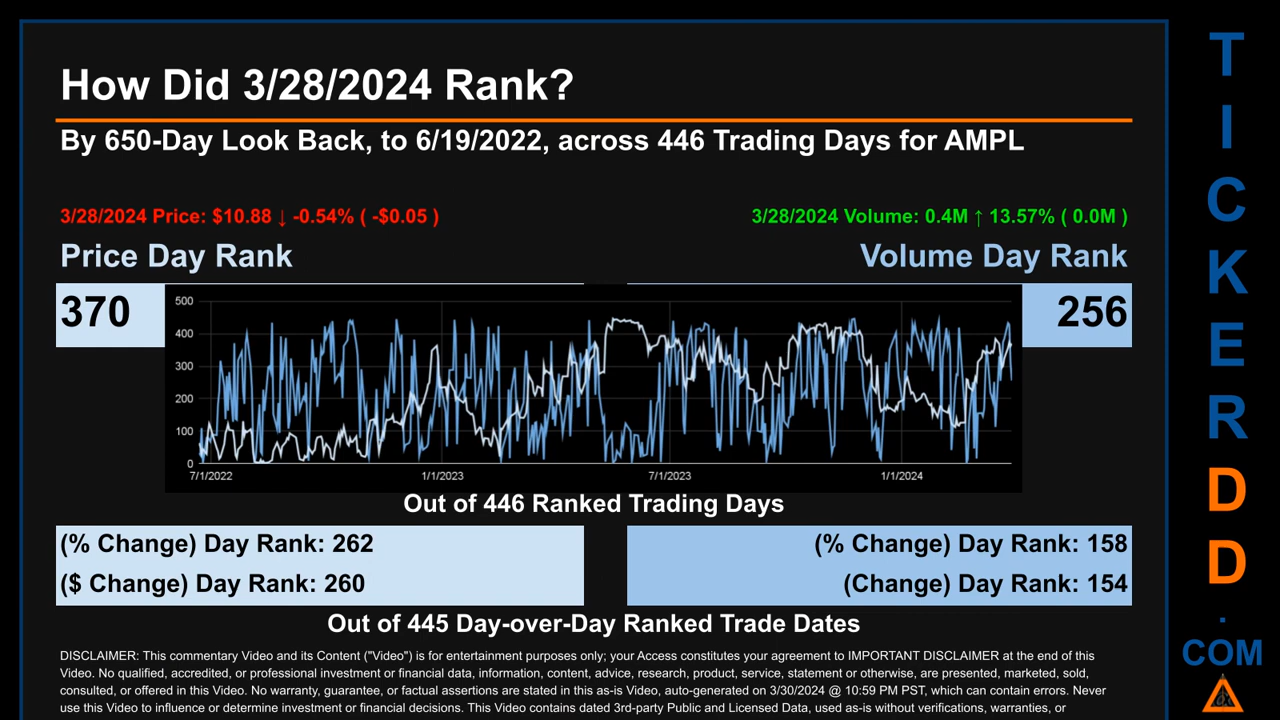 How Did 3/28/2024 Rank?
By 650-Day Look Back, to 6/19/2022, across 446 Trading Days for AMPL
3/28/2024 Price: $10.88 ↓ -0.54% ( -$0.05 )
3/28/2024 Volume: 0.4M ↑ 13.57% ( 0.0M )
Price Day Rank
Volume Day Rank
370
256
500
400
300
200
100
0
7/1/2022
1/1/2023
7/1/2023
1/1/2024
Out of 446 Ranked Trading Days
(% Change) Day Rank: 262
($ Change) Day Rank: 260
(% Change) Day Rank: 158
(Change) Day Rank: 154
Out of 445 Day-over-Day Ranked Trade Dates
DISCLAIMER: This commentary Video and its Content ("Video") is for entertainment purposes only; your Access constitutes your agreement to IMPORTANT DISCLAIMER at the end of this
Video. No qualified, accredited, or professional investment or financial data, information, content, advice, research, product, service, statement or otherwise, are presented, marketed, sold,
consulted, or offered in this Video. No warranty, guarantee, or factual assertions are stated in this as-is Video, auto-generated on 3/30/2024 @ 10:59 PM PST, which can contain errors. Never
use this Video to influence or determine investment or financial decisions. This Video contains dated 3rd-party Public and Licensed Data, used as-is without verifications, warranties, or
T
I
C
K
E
R
D
D
.
COM